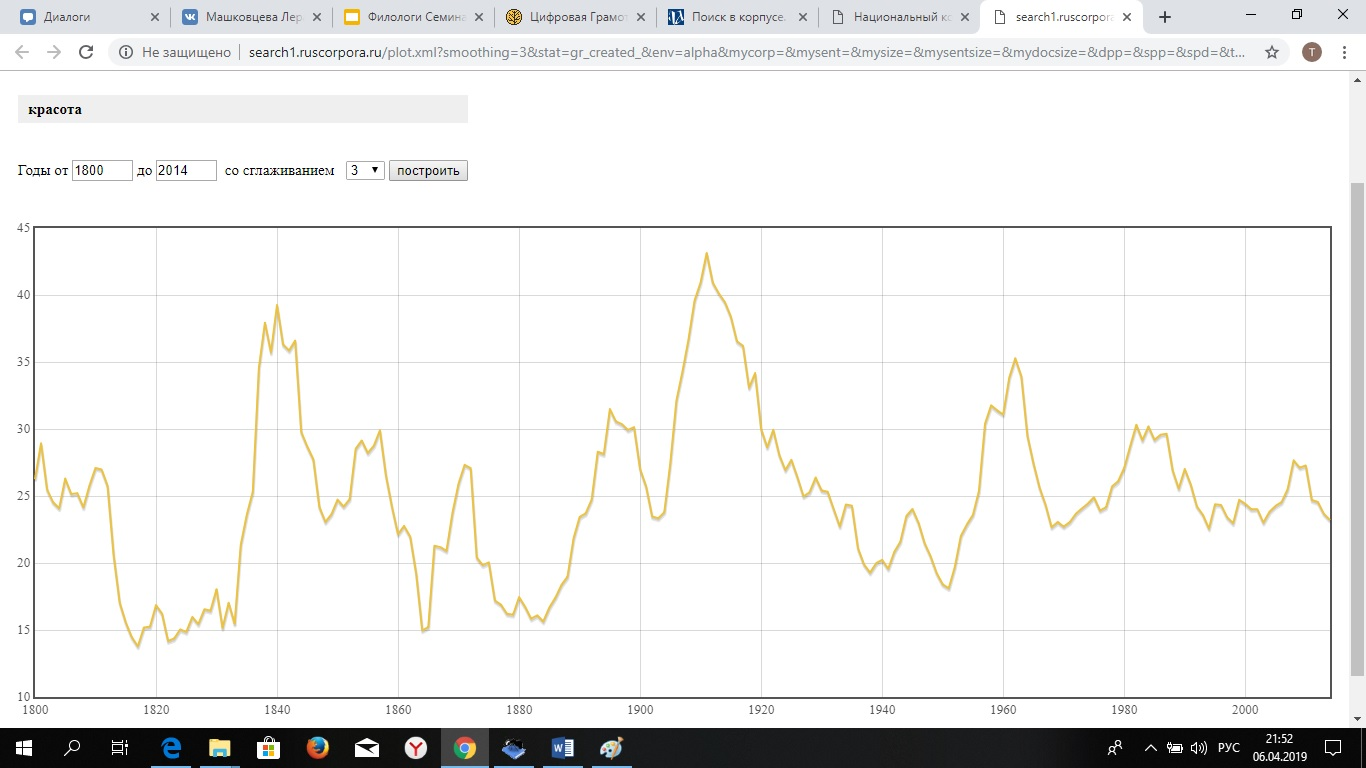 Диалоги
Машковцева Лер
Филологи Семина
Цифровая Грамот
Поиск в корпусе.
Национальный ко
search1.ruscorpora
Не защищено
search1.ruscorpora.ru/plot.xml?smoothing=3&stat=gr_created_&env=alpha&mycorp=&mysent=&mysize=&mysentsize=&mydocsize=&dpp=&spp=&spd=&t...
T
красота
Годы от 1800 до 2014 со сглаживанием 3 построить
45
40
35
30
25
20
15
10
1800 1820 1840 1860 1880 1900 1920 1940 1960 1980 2000
РУС
21:52
06.04.2019